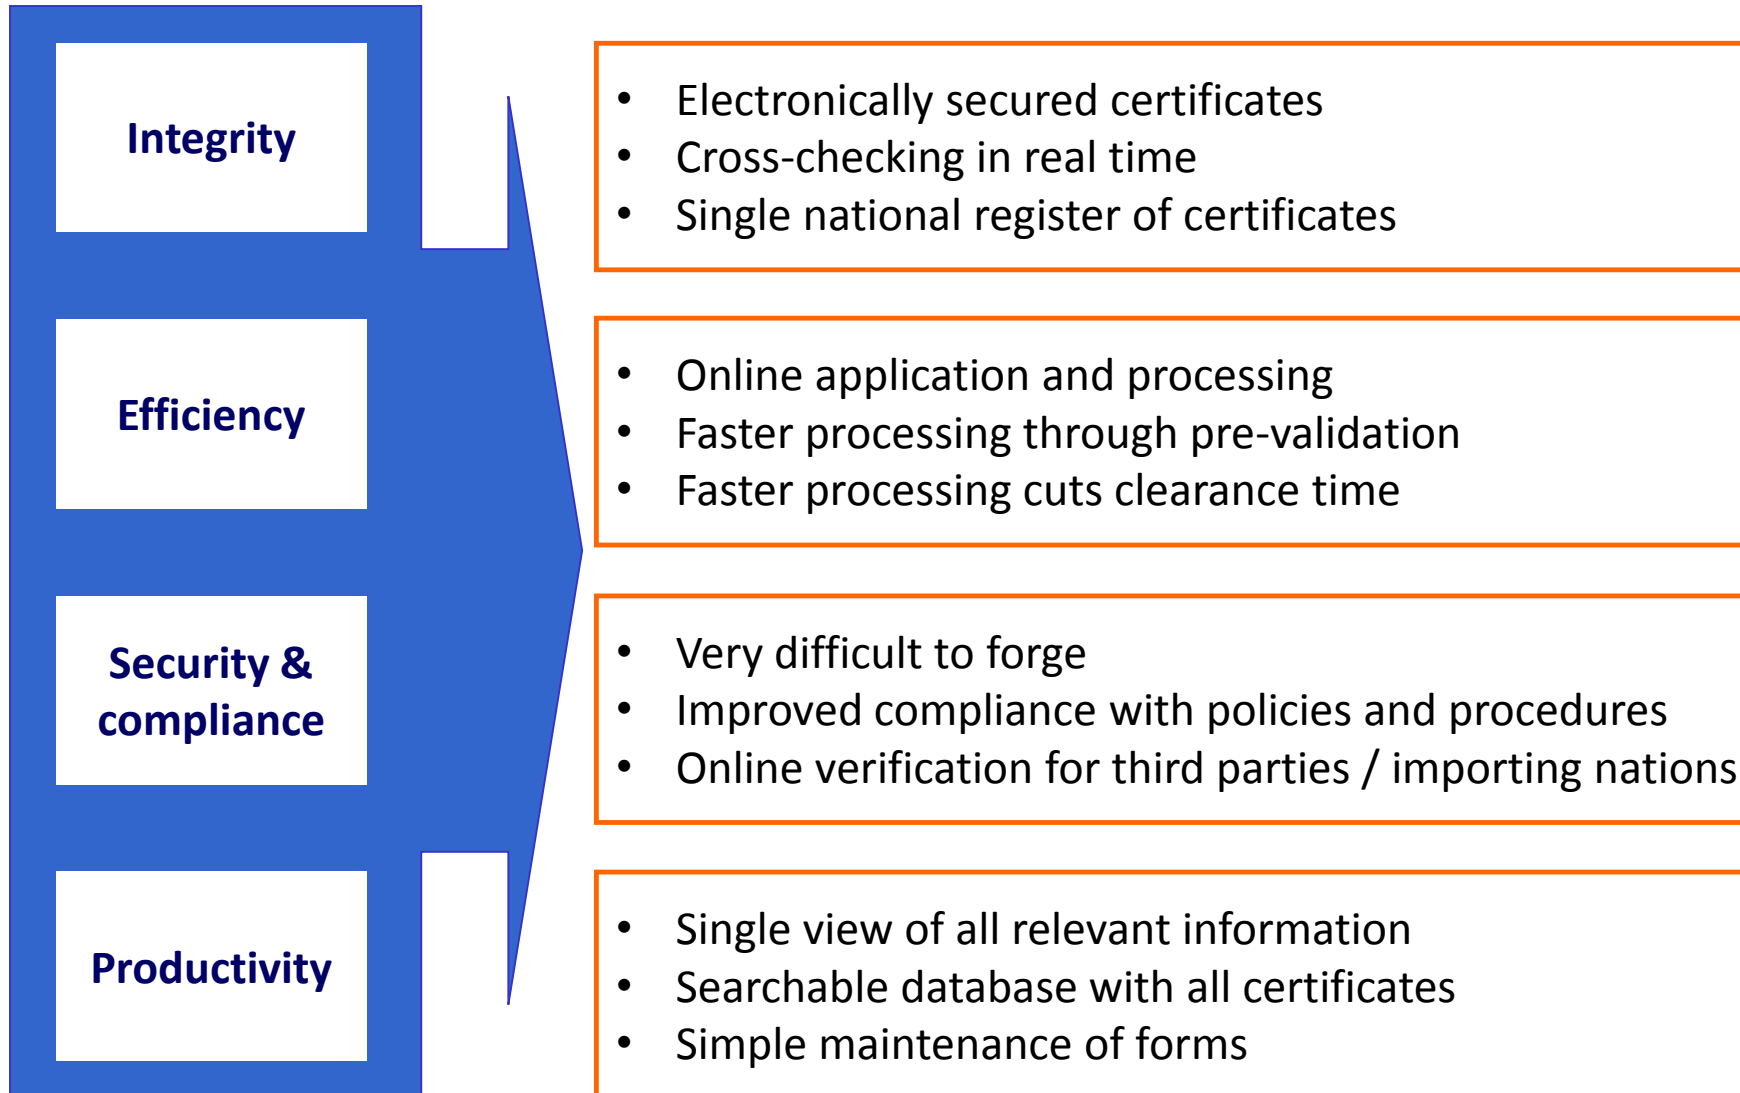 Integrity
• Electronically secured certificates
• Cross-checking in real time
• Single national register of certificates
Efficiency
• Online application and processing
• Faster processing through pre-validation
• Faster processing cuts clearance time
Security &
compliance
• Very difficult to forge
• Improved compliance with policies and procedures
• Online verification for third parties / importing nations
Productivity
• Single view of all relevant information
• Searchable database with all certificates
• Simple maintenance of forms